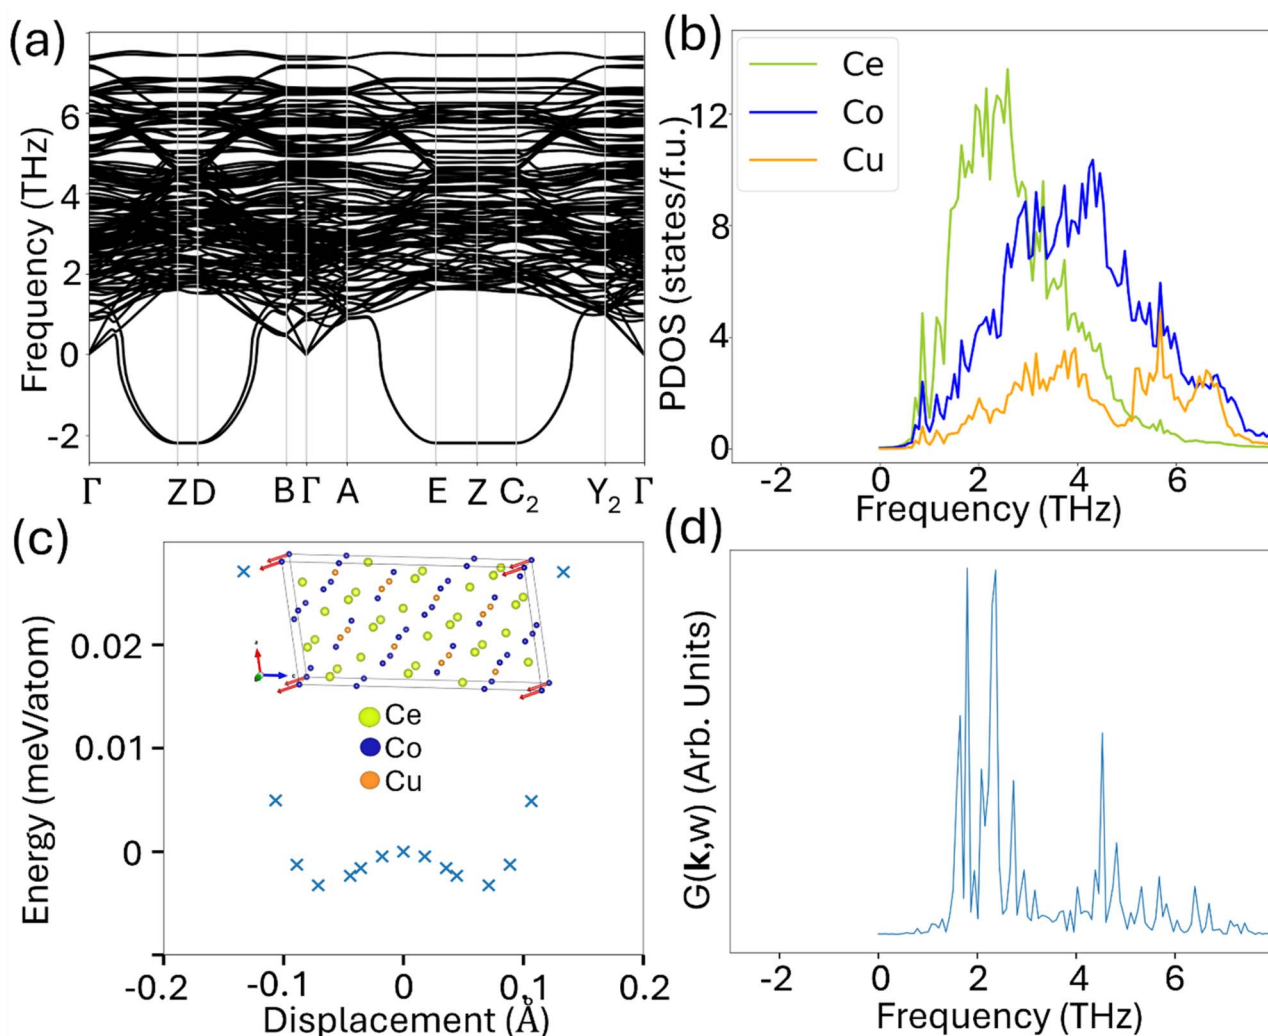 (a)
Frequency (THz)
6
4
2
0
-2
Γ Z D B Γ A E Z C₂ Y₂ Γ
(b)
Ce
Co
Cu
PDOS (states/f.u.)
12
8
4
0
-2 0 2 4 6
Frequency (THz)
(c)
Energy (meV/atom)
0.02
0.01
0
Ce
Co
Cu
-0.2 -0.1 0 0.1 0.2
Displacement (Å)
(d)
G(k,w) (Arb. Units)
-2 0 2 4 6
Frequency (THz)